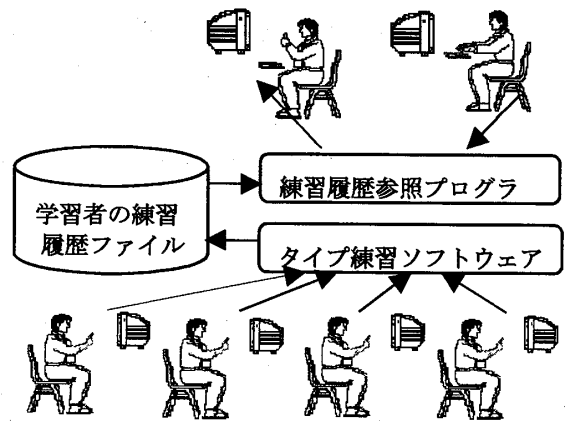 練習履歴参照プログラ
学習者の練習
履歴ファイル
タイプ練習ソフトウェア